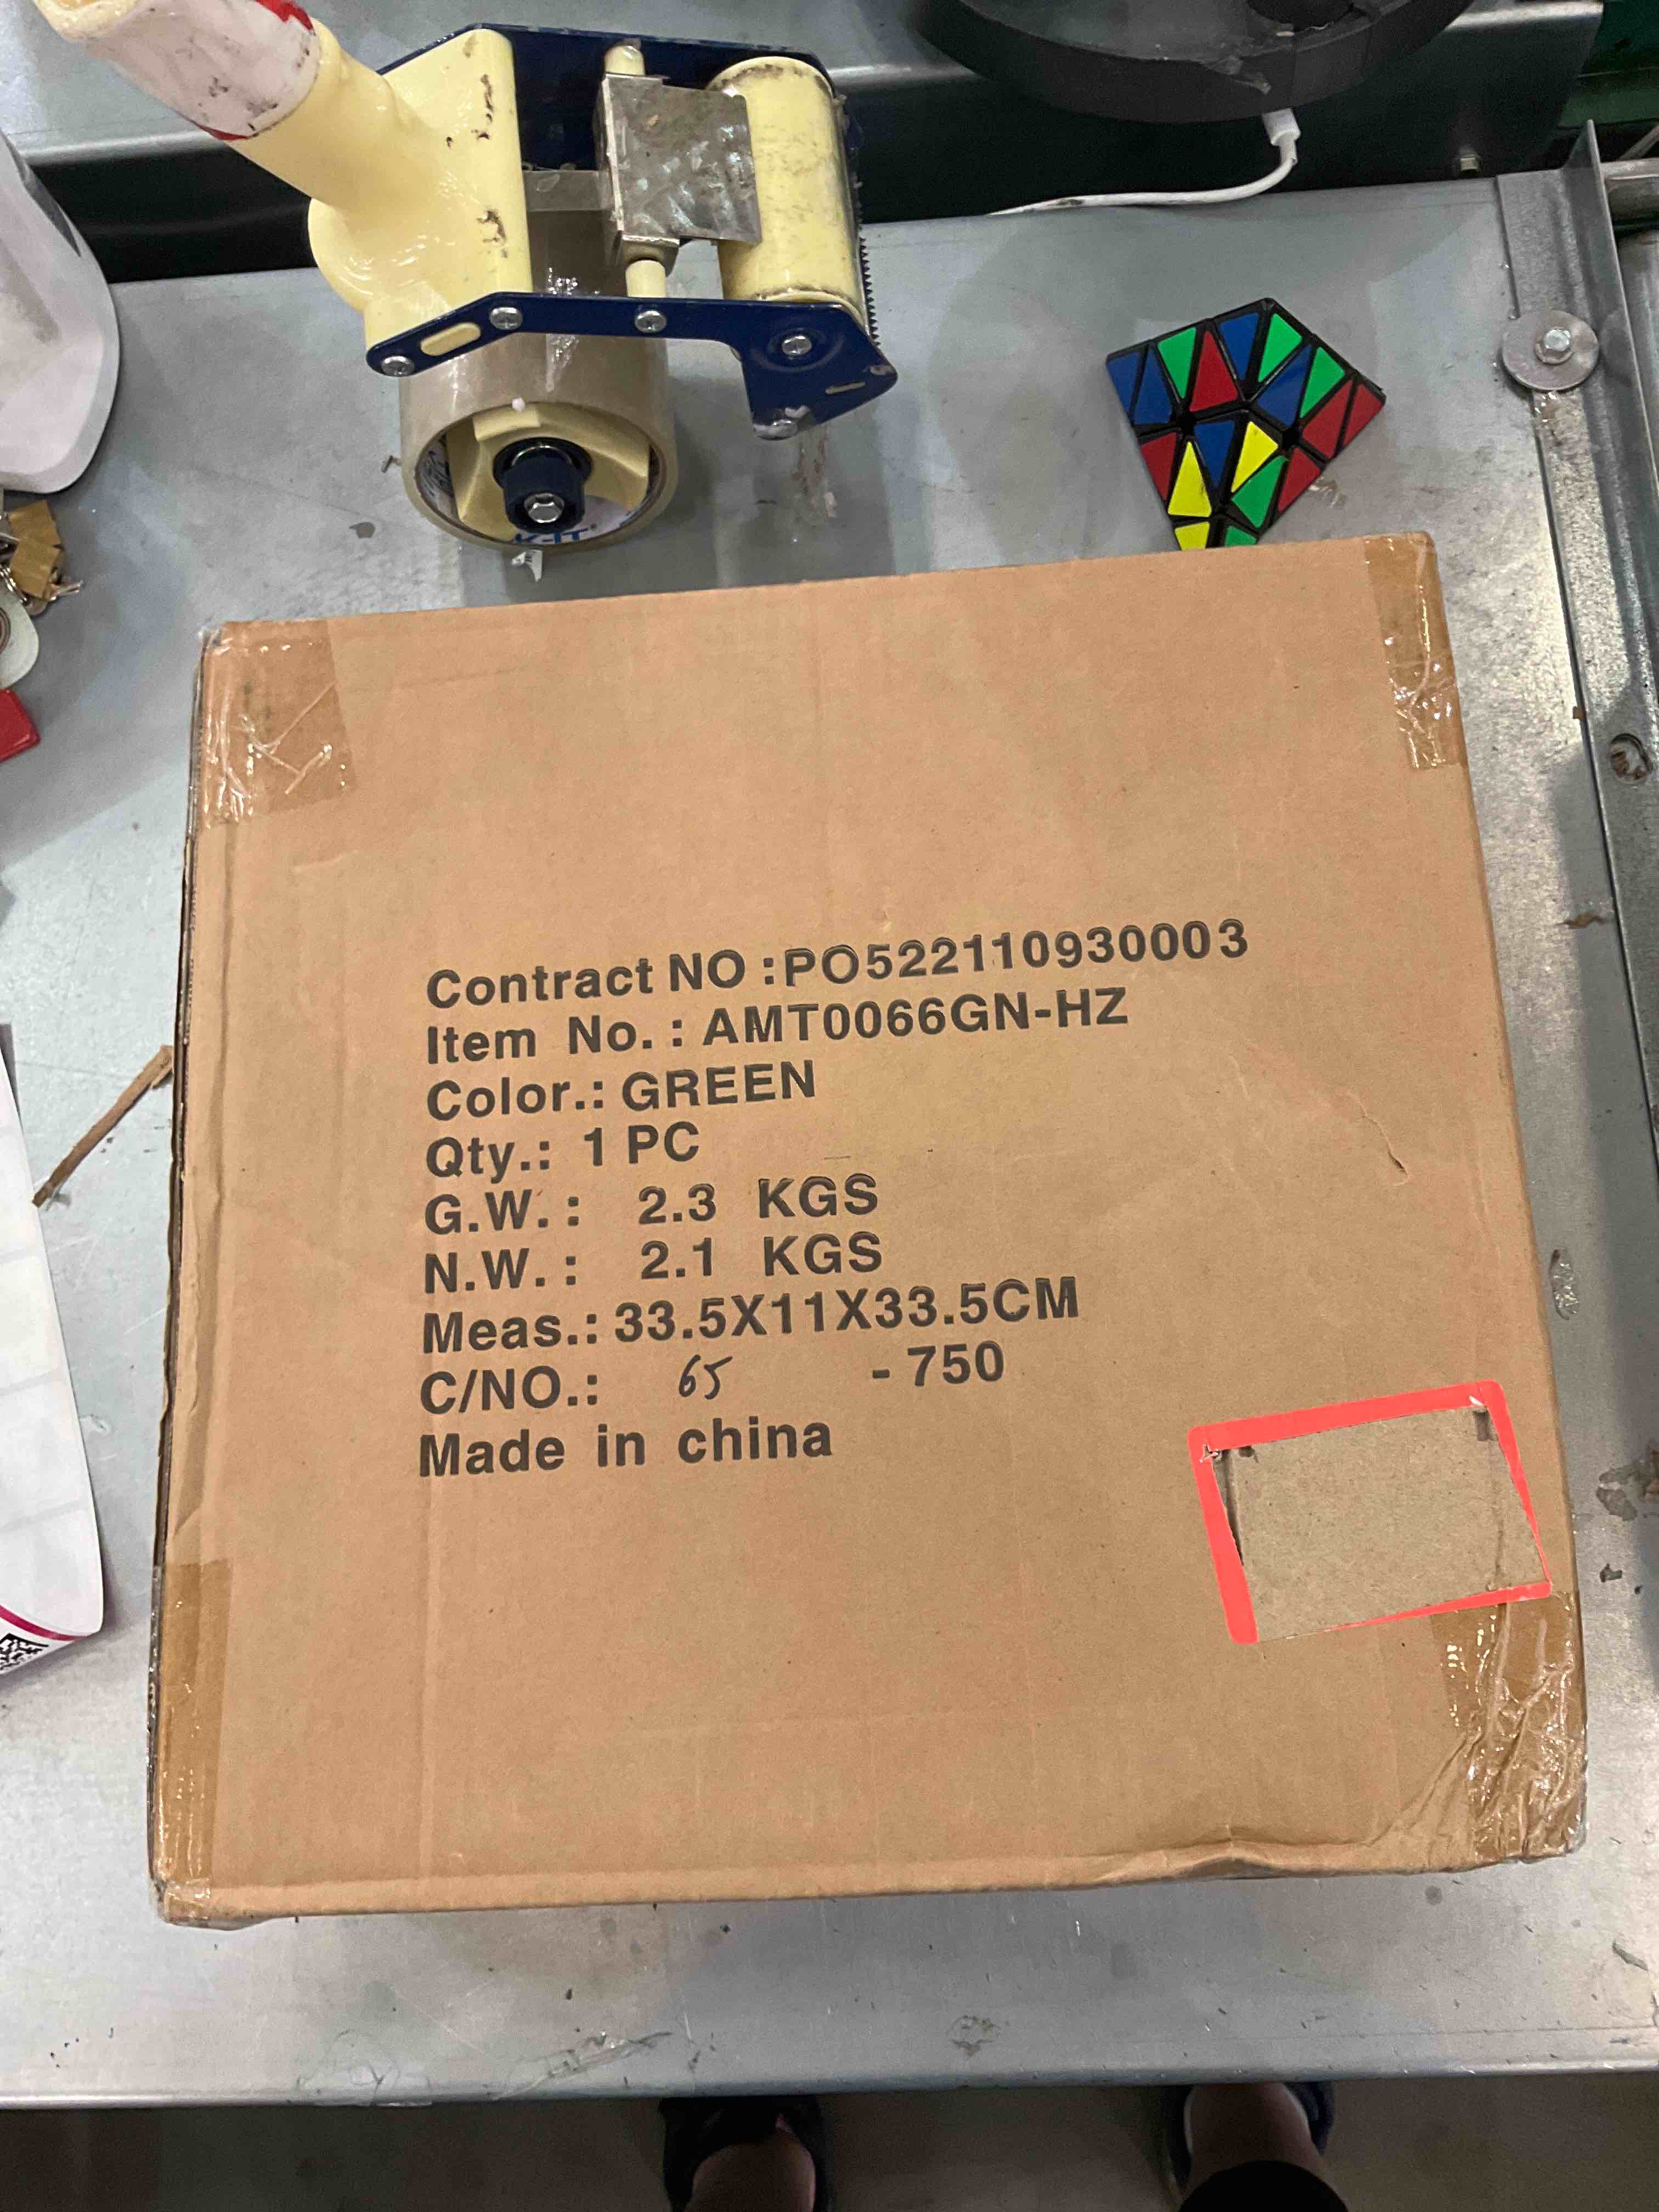 Contract NO :PO522110930003
Item No. : AMT0066GN-HZ
Color.: GREEN
Qty.: 1 PC
G.W. : 2.3 KGS
N.W. : 2.1 KGS
Meas.: 33.5X11X33.5CM
C/NO.: 65 - 750
Made in china